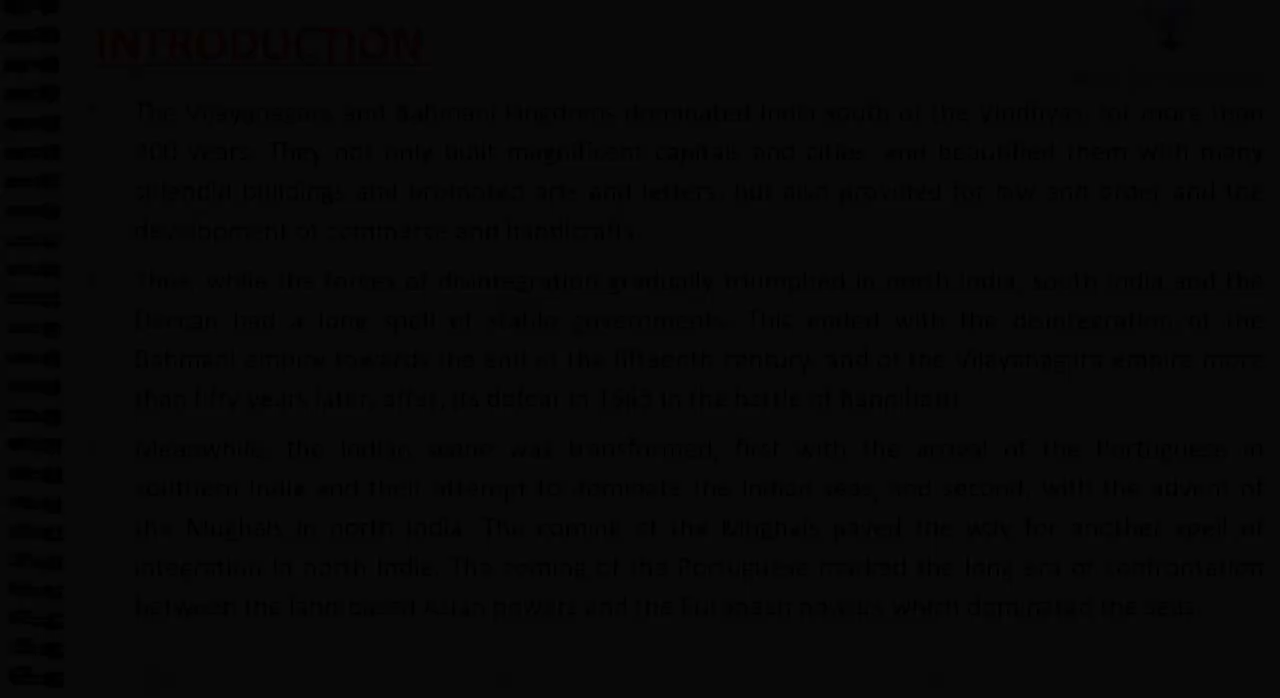 INTRODUCTION
The Vijayanagara and Bahmani kingdoms dominated India south of the Vindhyas for more than
200 years. They not only built magnificent capitals and cities, and beautified them with many
splendid buildings and promoted arts and letters, but also provided for law and order and the
development of commerce and handicrafts.
Thus, while the forces of disintegration gradually triumphed in north India, south India and the
Deccan had a long spell of stable governments. This ended with the disintegration of the
Bahmani empire towards the end of the fifteenth century, and of the Vijayanagara empire more
than fifty years later, after its defeat in 1565 in the battle of Bannihatti.
Meanwhile, the Indian scene was transformed, first with the arrival of the Portuguese in
southern India and their attempt to dominate the Indian seas, and second, with the advent of
the Mughals in north India. The coming of the Mughals paved the way for another spell of
integration in north India. The coming of the Portuguese marked the long era of confrontation
between the land based Asian powers and the European powers which dominated the seas.